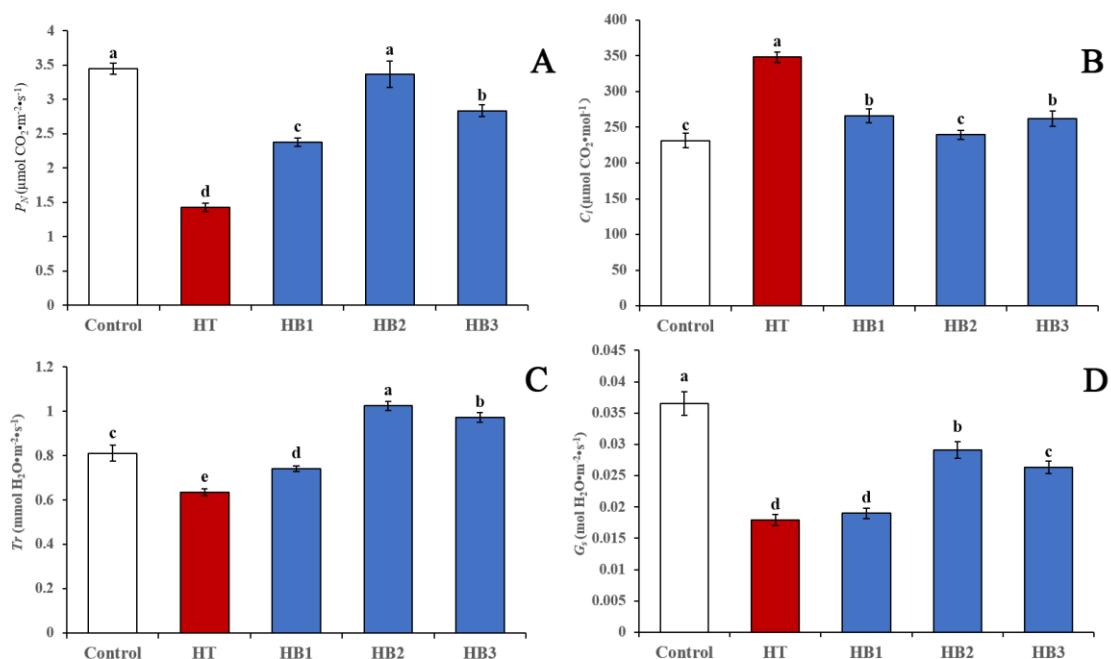 A
P_N (μmol CO₂•m⁻²•s⁻¹)
4
3.5
3
2.5
2
1.5
1
0.5
0
a
d
c
a
b
Control HT HB1 HB2 HB3
B
C_i (μmol CO₂•mol⁻¹)
400
350
300
250
200
150
100
50
0
c
a
b
c
b
Control HT HB1 HB2 HB3
C
Tr (mmol H₂O•m⁻²•s⁻¹)
1.2
1
0.8
0.6
0.4
0.2
0
c
e
d
a
b
Control HT HB1 HB2 HB3
D
G_s (mol H₂O•m⁻²•s⁻¹)
0.045
0.04
0.035
0.03
0.025
0.02
0.015
0.01
0.005
0
a
d
d
b
c
Control HT HB1 HB2 HB3